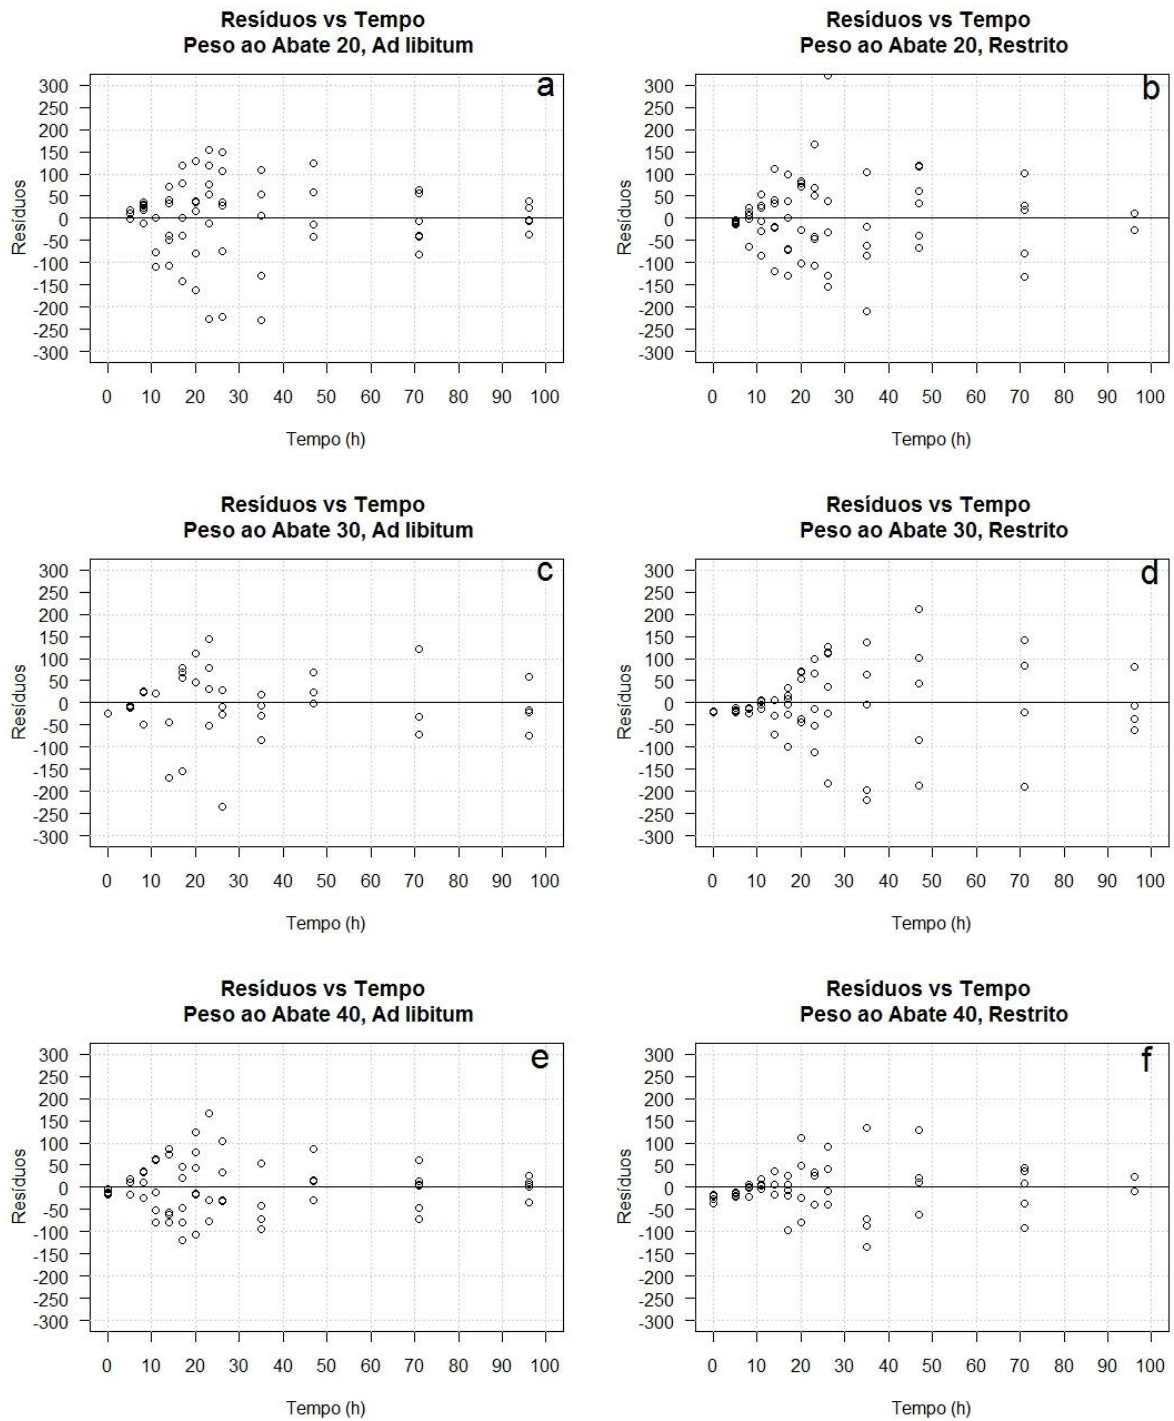 Resíduos vs Tempo
Peso ao Abate 20, Ad libitum
a
300
250
200
150
100
50
0
-50
-100
-150
-200
-250
-300
Resíduos
0 10 20 30 40 50 60 70 80 90 100
Tempo (h)
Resíduos vs Tempo
Peso ao Abate 20, Restrito
b
300
250
200
150
100
50
0
-50
-100
-150
-200
-250
-300
Resíduos
0 10 20 30 40 50 60 70 80 90 100
Tempo (h)
Resíduos vs Tempo
Peso ao Abate 30, Ad libitum
c
300
250
200
150
100
50
0
-50
-100
-150
-200
-250
-300
Resíduos
0 10 20 30 40 50 60 70 80 90 100
Tempo (h)
Resíduos vs Tempo
Peso ao Abate 30, Restrito
d
300
250
200
150
100
50
0
-50
-100
-150
-200
-250
-300
Resíduos
0 10 20 30 40 50 60 70 80 90 100
Tempo (h)
Resíduos vs Tempo
Peso ao Abate 40, Ad libitum
e
300
250
200
150
100
50
0
-50
-100
-150
-200
-250
-300
Resíduos
0 10 20 30 40 50 60 70 80 90 100
Tempo (h)
Resíduos vs Tempo
Peso ao Abate 40, Restrito
f
300
250
200
150
100
50
0
-50
-100
-150
-200
-250
-300
Resíduos
0 10 20 30 40 50 60 70 80 90 100
Tempo (h)